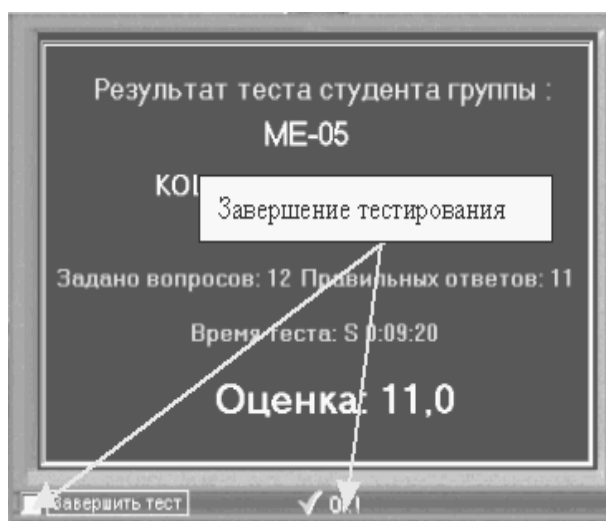 Результат теста студента группы :
МЕ-05
Завершение тестирования
Задано вопросов: 12 Правильных ответов: 11
Время теста: S 0:09:20
Оценка: 11,0
Завершить тест
OK!